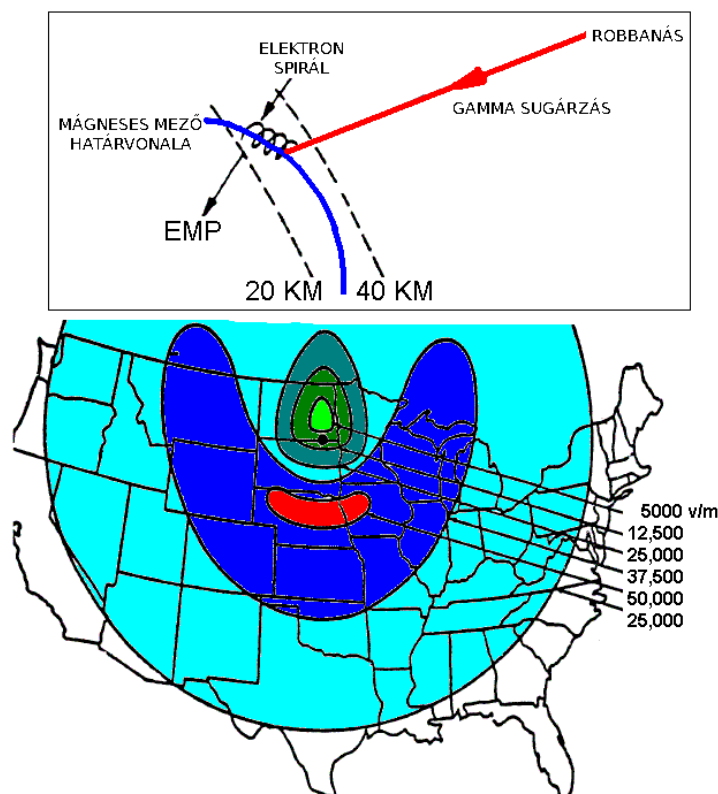 ELEKTRON
SPIRÁL
ROBBANÁS
GAMMA SUGÁRZÁS
MÁGNESES MEZŐ
HATÁRVONALA
EMP
20 KM
40 KM
5000 v/m
12,500
25,000
37,500
50,000
25,000